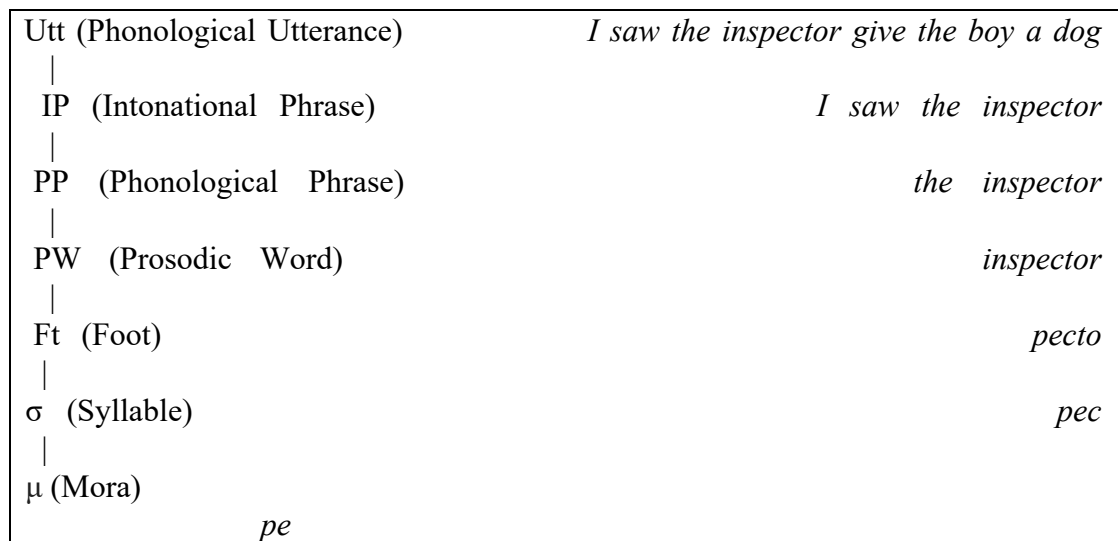 Utt (Phonological Utterance) I saw the inspector give the boy a dog
|
IP (Intonational Phrase) I saw the inspector
|
PP (Phonological Phrase) the inspector
|
PW (Prosodic Word) inspector
|
Ft (Foot) pecto
|
σ (Syllable) pec
|
μ (Mora)
pe